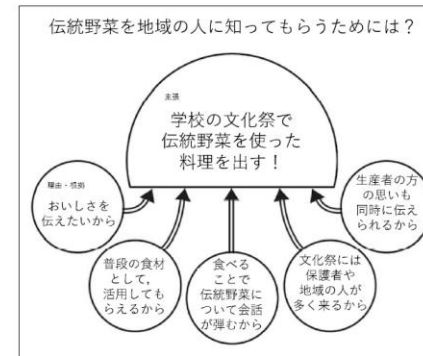 伝統野菜を地域の人に知ってもらうためには？
主張
学校の文化祭で
伝統野菜を使った
料理を出す！
理由・根拠
おいしさを
伝えたいから
普段の食材
として，
活用しても
らえるから
食べる
ことで
伝統野菜に
ついて会話
が弾むから
文化祭には
保護者や
地域の人が
多く来るから
生産者の方
の思いも
同時に伝え
られるから